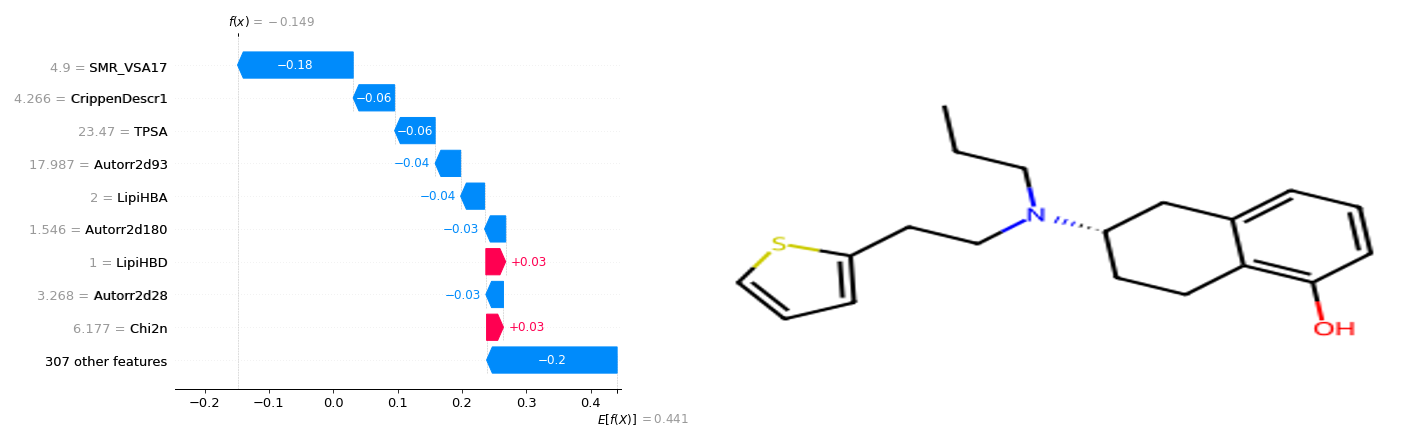 f(x) = −0.149
4.9 = SMR_VSA17
−0.18
4.266 = CrippenDescr1
−0.06
23.47 = TPSA
−0.06
17.987 = Autorr2d93
−0.04
2 = LipiHBA
−0.04
1.546 = Autorr2d180
−0.03
1 = LipiHBD
+0.03
3.268 = Autorr2d28
−0.03
6.177 = Chi2n
+0.03
307 other features
−0.2
−0.2 −0.1 0.0 0.1 0.2 0.3 0.4
E[f(X)] = 0.441
N
S
OH